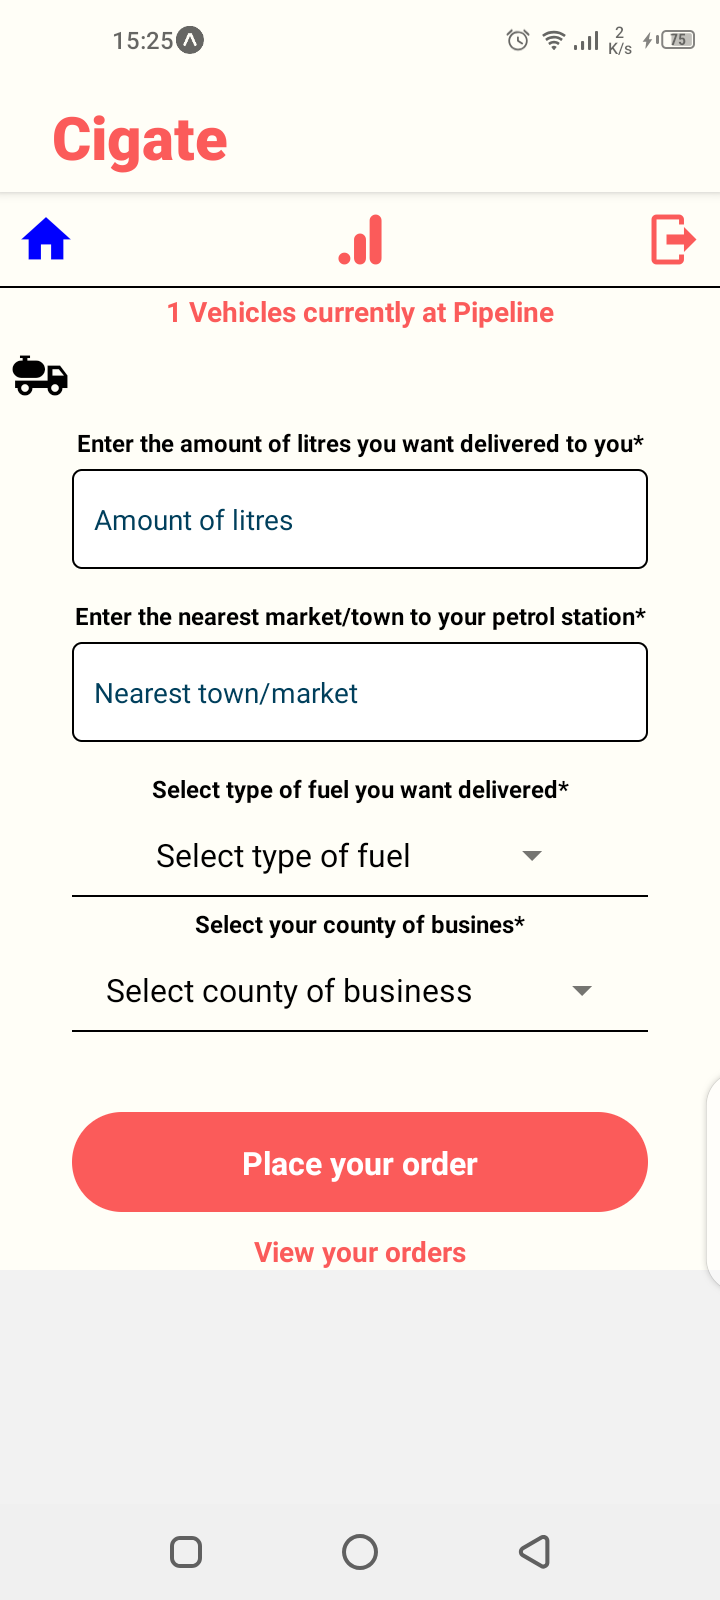 15:25
2
K/s
75
Cigate
1 Vehicles currently at Pipeline
Enter the amount of litres you want delivered to you*
Amount of litres
Enter the nearest market/town to your petrol station*
Nearest town/market
Select type of fuel you want delivered*
Select type of fuel
Select your county of busines*
Select county of business
Place your order
View your orders